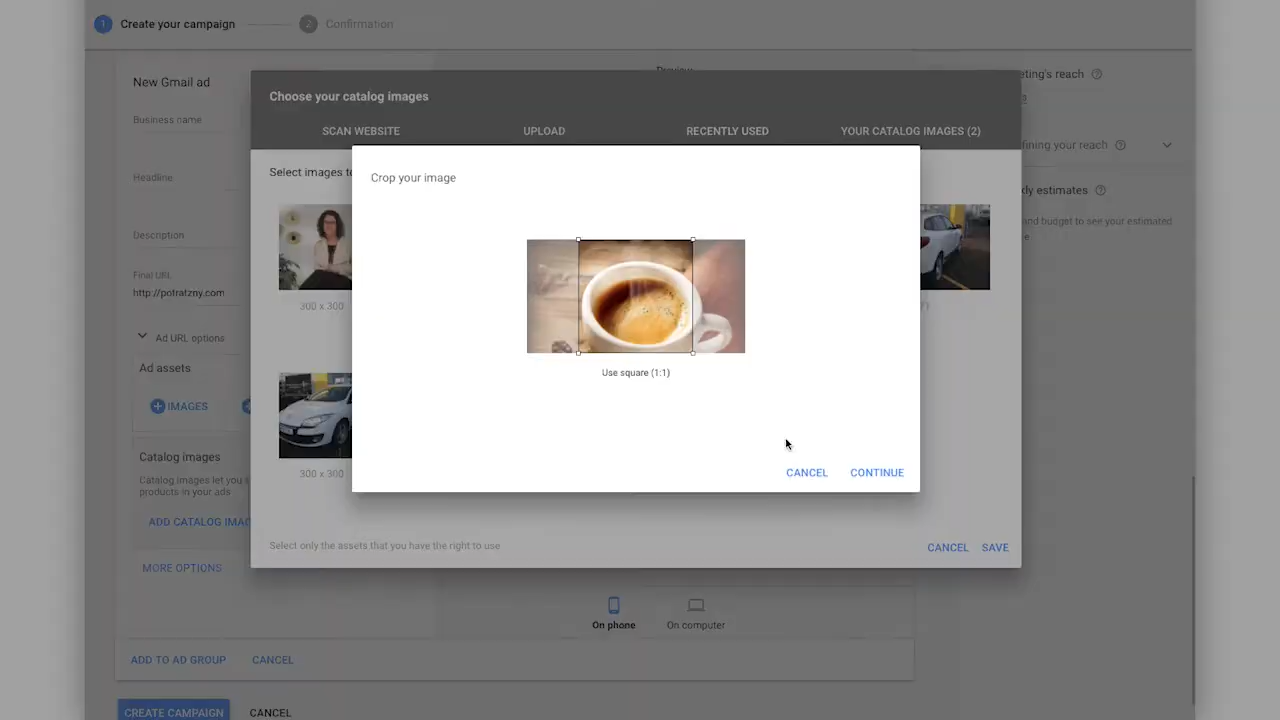 1 Create your campaign
2 Confirmation
New Gmail ad
Business name
Headline
Description
Final URL
http://potratzny.com
Ad URL options
Ad assets
IMAGES
Catalog images
Catalog images let you
products in your ads
ADD CATALOG IMAG
MORE OPTIONS
ADD TO AD GROUP
CANCEL
CREATE CAMPAIGN
CANCEL
Preview
Choose your catalog images
SCAN WEBSITE
UPLOAD
RECENTLY USED
YOUR CATALOG IMAGES (2)
Select images to
300 x 300
300 x 300
Select only the assets that you have the right to use
CANCEL
SAVE
Crop your image
Use square (1:1)
CANCEL
CONTINUE
On phone
On computer
eting's reach
fining your reach
kly estimates
and budget to see your estimated